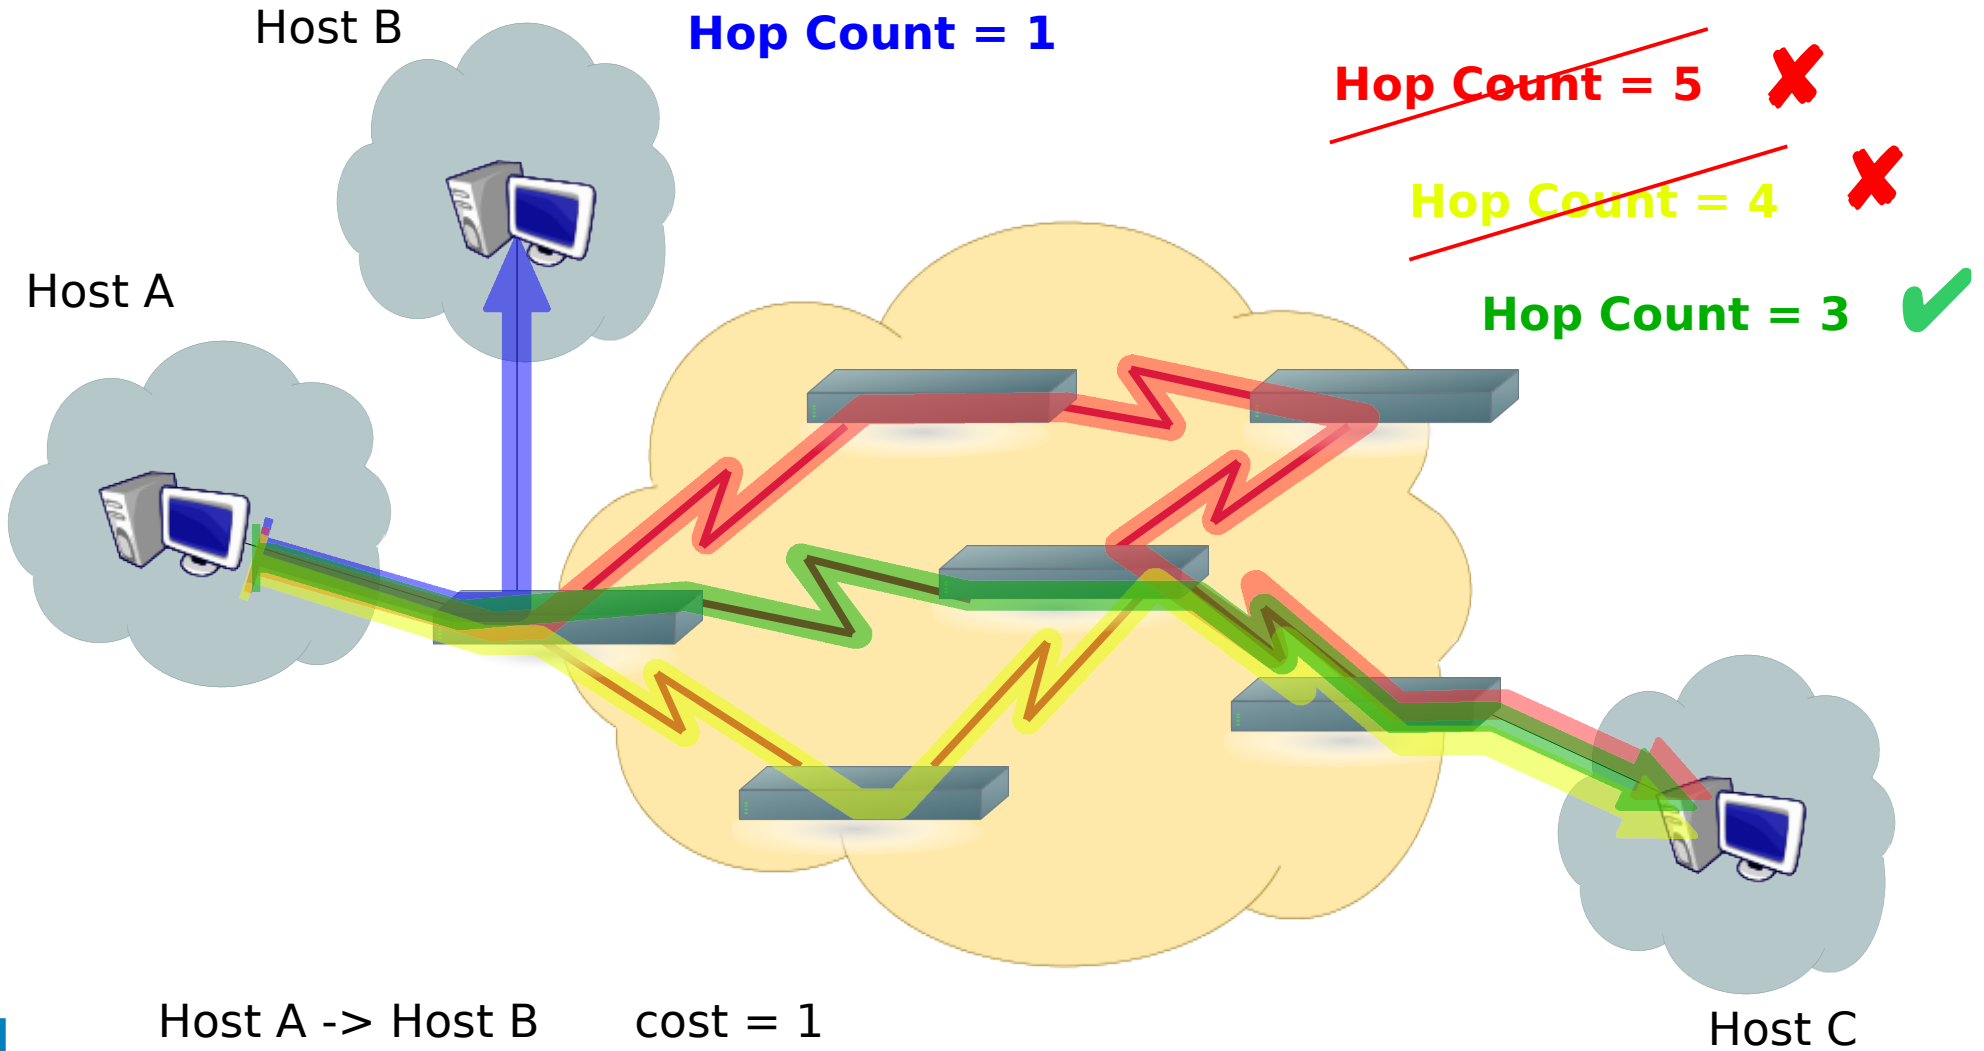 Host B
Hop Count = 1
Hop Count = 5
Hop Count = 4
Host A
Hop Count = 3
Host A -> Host B cost = 1
Host C